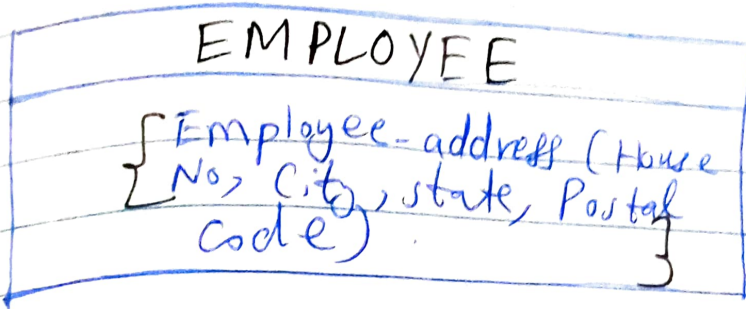 EMPLOYEE
{Employee-address (House
No, City, state, Postal
code)}